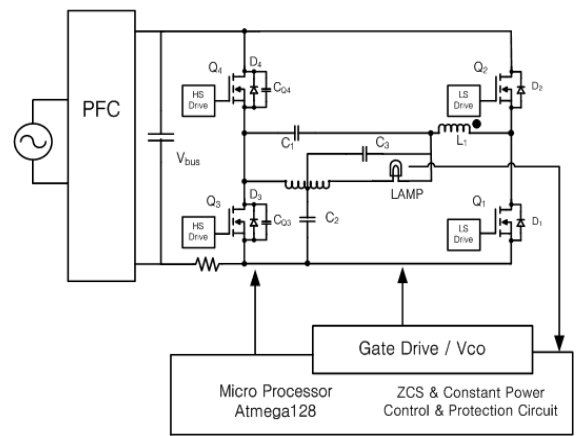 PFC
Vbus
Q4
D4
HS
Drive
CQ4
Q2
LS
Drive
D2
C1
C3
L1
LAMP
Q3
D3
HS
Drive
CQ3
C2
Q1
LS
Drive
D1
Gate Drive / Vco
Micro Processor
Atmega128
ZCS & Constant Power
Control & Protection Circuit